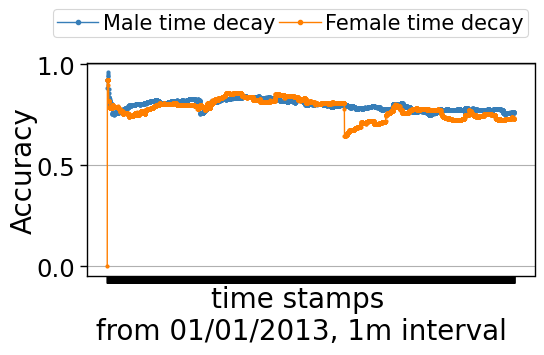 Male time decay Female time decay
1.0
0.5
0.0
Accuracy
time stamps
from 01/01/2013, 1m interval